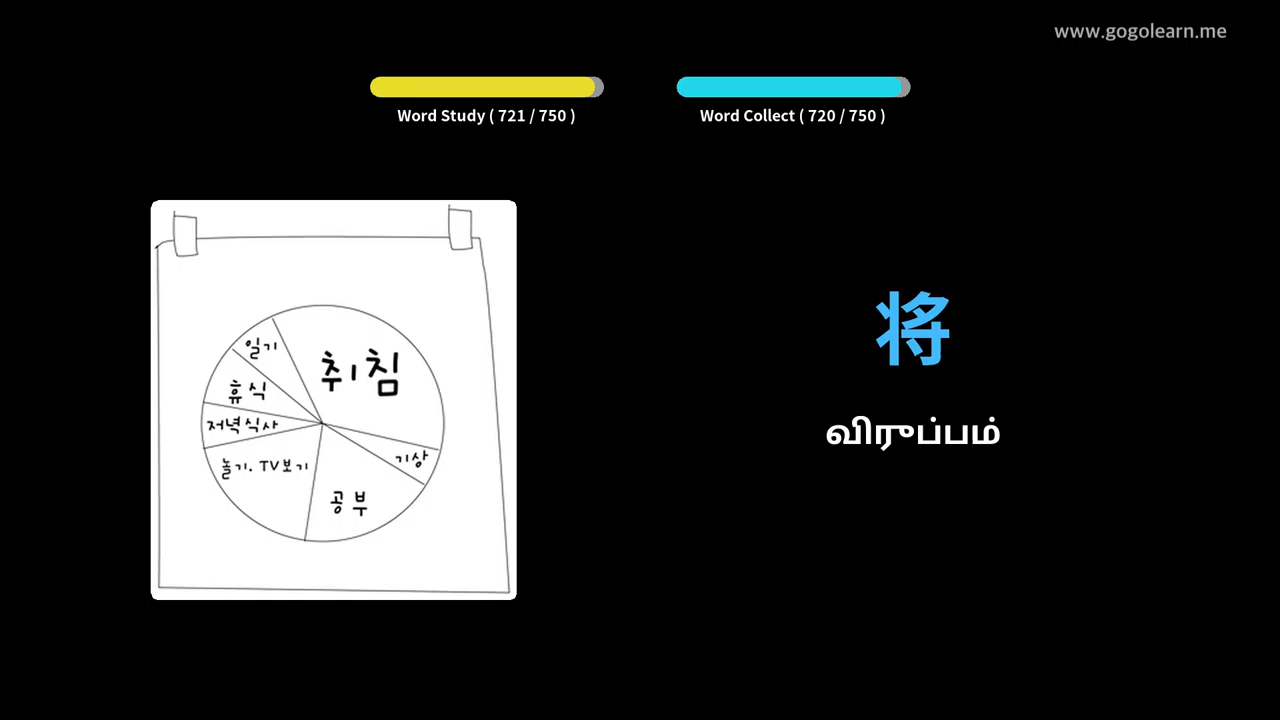 www.gogolearn.me
Word Study ( 721 / 750 )
Word Collect ( 720 / 750 )
일기
취침
휴식
저녁식사
놀기. TV보기
기상
공부
将
விருப்பம்